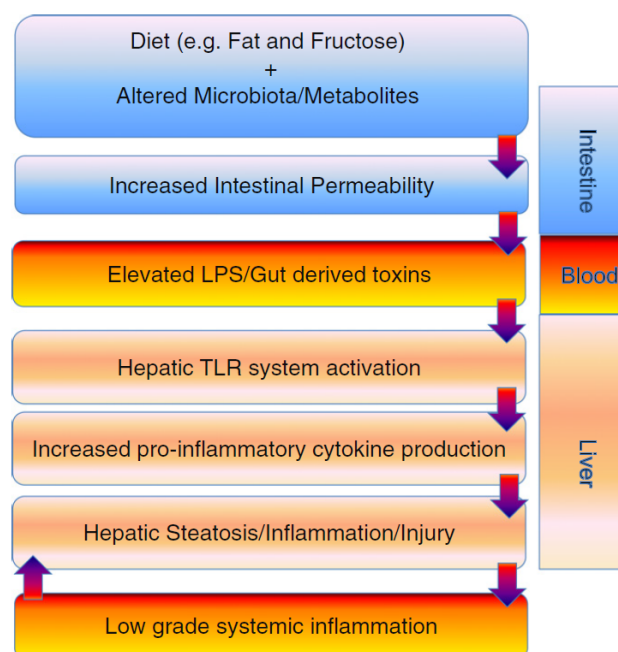 Diet (e.g. Fat and Fructose)
+
Altered Microbiota/Metabolites
Increased Intestinal Permeability
Intestine
Elevated LPS/Gut derived toxins
Blood
Hepatic TLR system activation
Increased pro-inflammatory cytokine production
Liver
Hepatic Steatosis/Inflammation/Injury
Low grade systemic inflammation